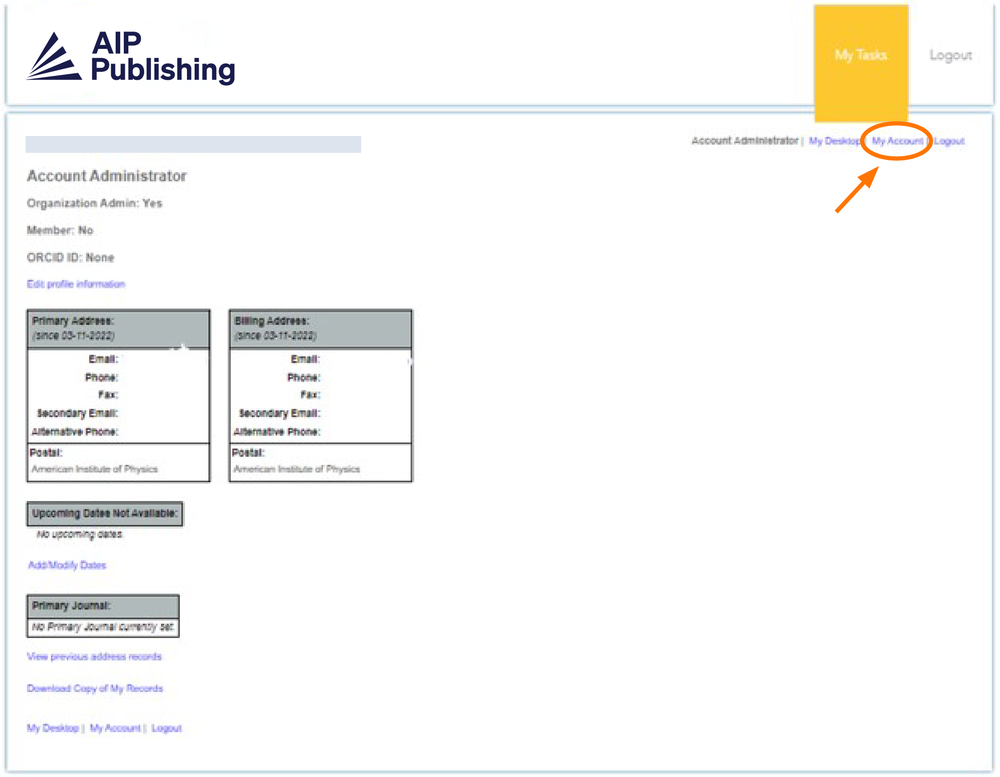 AIP
Publishing
My Tasks
Logout
Account Administrator | My Desktop | My Account | Logout
Account Administrator
Organization Admin: Yes
Member: No
ORCID ID: None
Edit profile information
Primary Address:
(since 03-11-2022)
Email:
Phone:
Fax:
Secondary Email:
Alternative Phone:
Postal:
American Institute of Physics
Billing Address:
(since 03-11-2022)
Email:
Phone:
Fax:
Secondary Email:
Alternative Phone:
Postal:
American Institute of Physics
Upcoming Dates Not Available:
No upcoming dates.
Add/Modify Dates
Primary Journal:
No Primary Journal currently set.
View previous address records
Download Copy of My Records
My Desktop | My Account | Logout